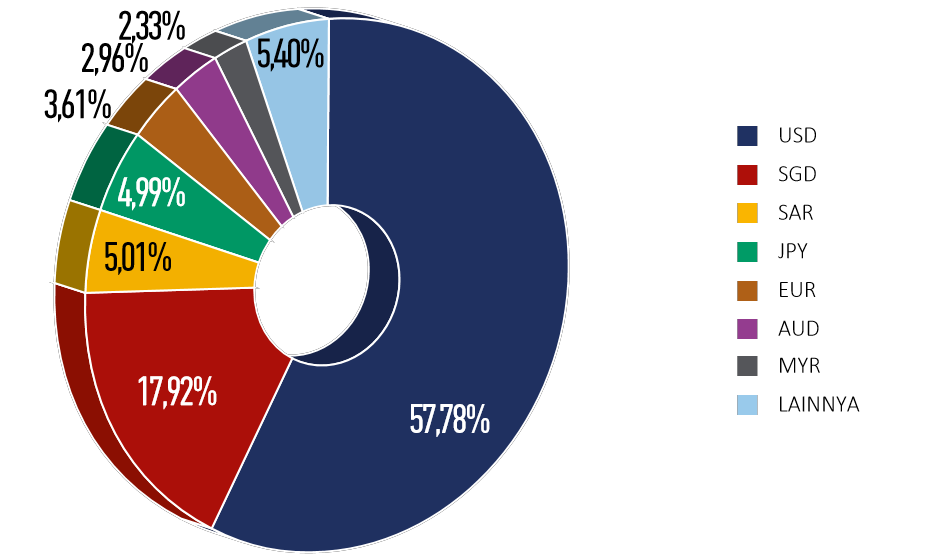 2,33%
2,96%
5,40%
3,61%
4,99%
5,01%
17,92%
57,78%
USD
SGD
SAR
JPY
EUR
AUD
MYR
LAINNYA